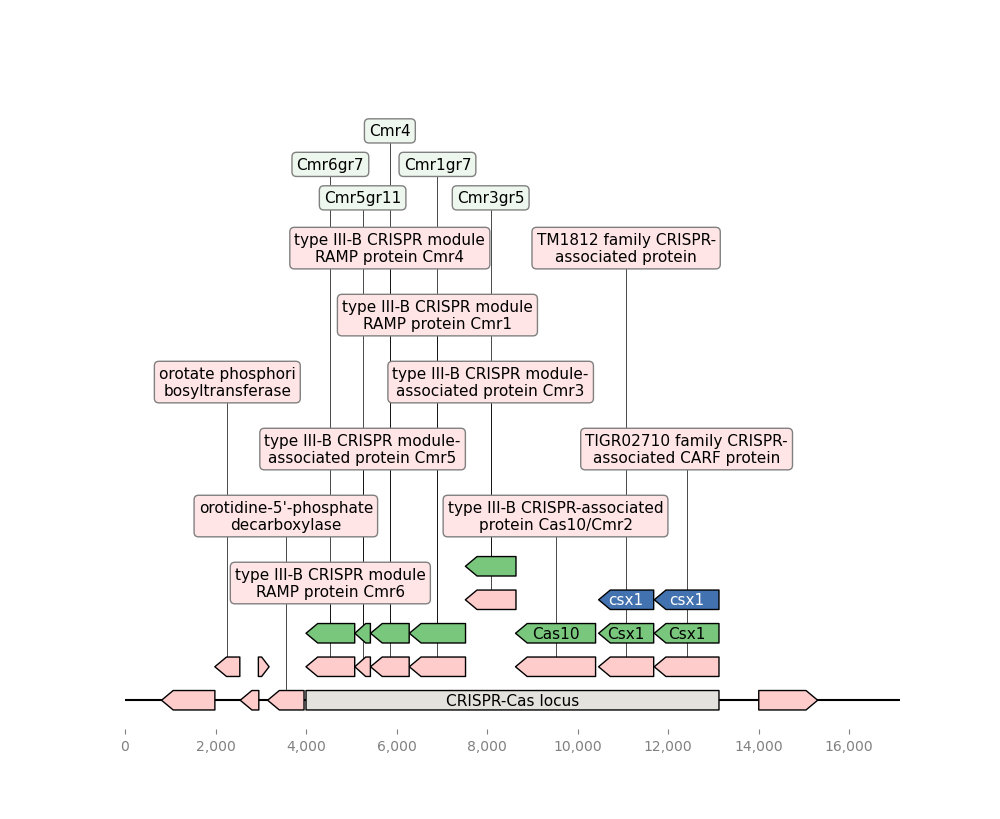 Cmr4
Cmr6gr7
Cmr1gr7
Cmr5gr11
Cmr3gr5
type III-B CRISPR module
RAMP protein Cmr4
TM1812 family CRISPR-
associated protein
type III-B CRISPR module
RAMP protein Cmr1
orotate phosphori
bosyltransferase
type III-B CRISPR module-
associated protein Cmr3
type III-B CRISPR module-
associated protein Cmr5
TIGR02710 family CRISPR-
associated CARF protein
orotidine-5'-phosphate
decarboxylase
type III-B CRISPR-associated
protein Cas10/Cmr2
type III-B CRISPR module
RAMP protein Cmr6
csx1
csx1
Cas10
Csx1
Csx1
CRISPR-Cas locus
0
2,000
4,000
6,000
8,000
10,000
12,000
14,000
16,000